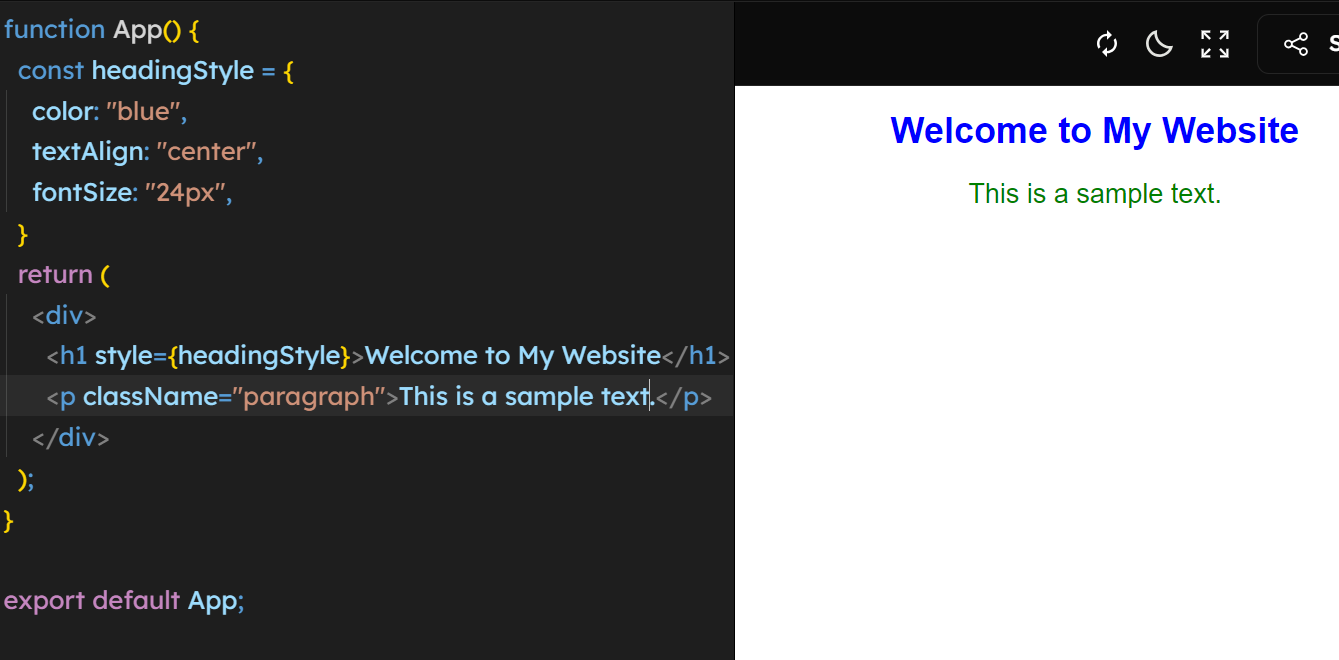 function App() {
  const headingStyle = {
    color: "blue",
    textAlign: "center",
    fontSize: "24px",
  }
  return (
    <div>
      <h1 style={headingStyle}>Welcome to My Website</h1>
      <p className="paragraph">This is a sample text.</p>
    </div>
  );
}
export default App;
S
Welcome to My Website
This is a sample text.